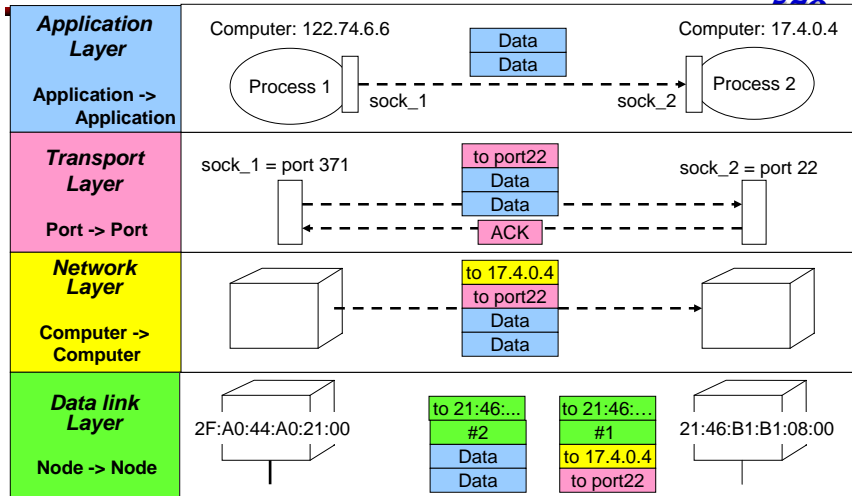 Application
Layer
Application ->
Application
Computer: 122.74.6.6
Computer: 17.4.0.4
Data
Data
Process 1
Process 2
sock_1
sock_2
Transport
Layer
Port -> Port
sock_1 = port 371
sock_2 = port 22
to port22
Data
Data
ACK
Network
Layer
Computer ->
Computer
to 17.4.0.4
to port22
Data
Data
Data link
Layer
Node -> Node
2F:A0:44:A0:21:00
to 21:46:...
#2
Data
Data
to 21:46:...
#1
to 17.4.0.4
to port22
21:46:B1:B1:08:00